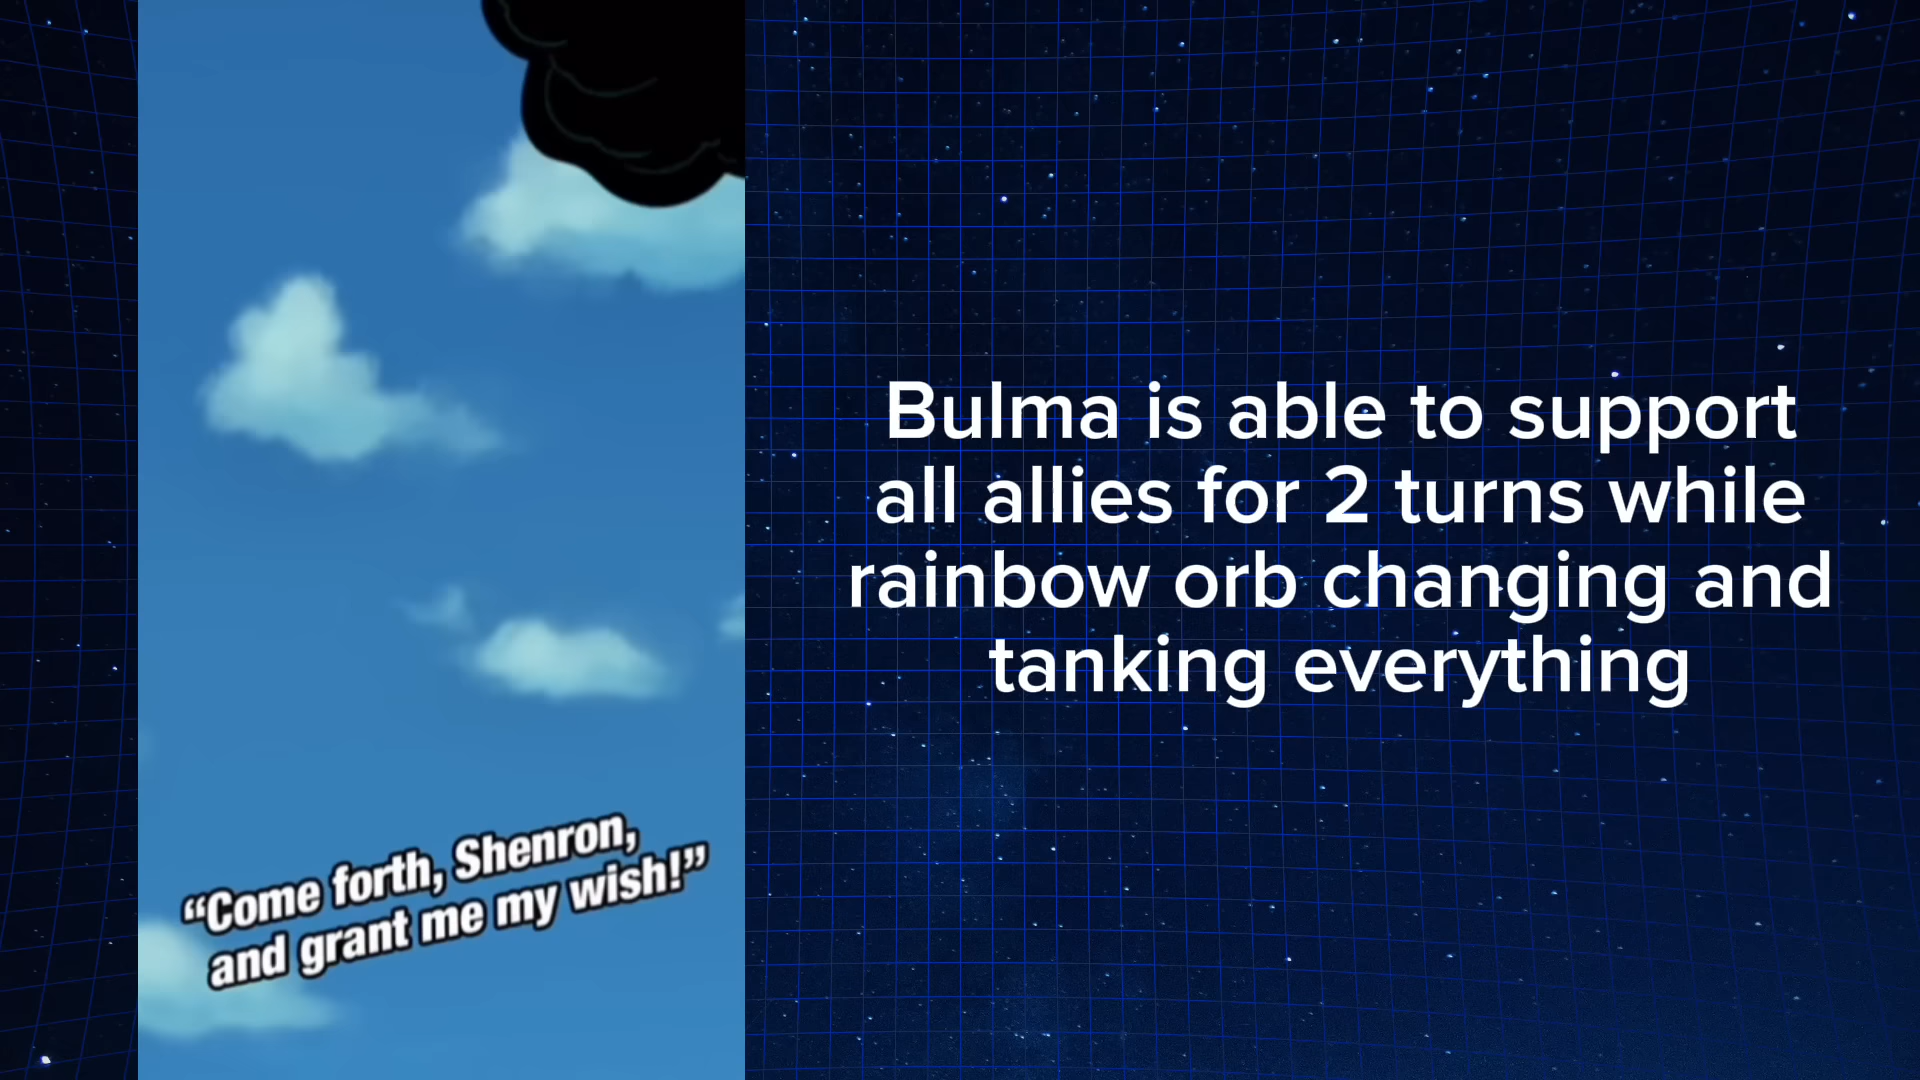 “Come forth, Shenron,
and grant me my wish!”
Bulma is able to support
all allies for 2 turns while
rainbow orb changing and
tanking everything